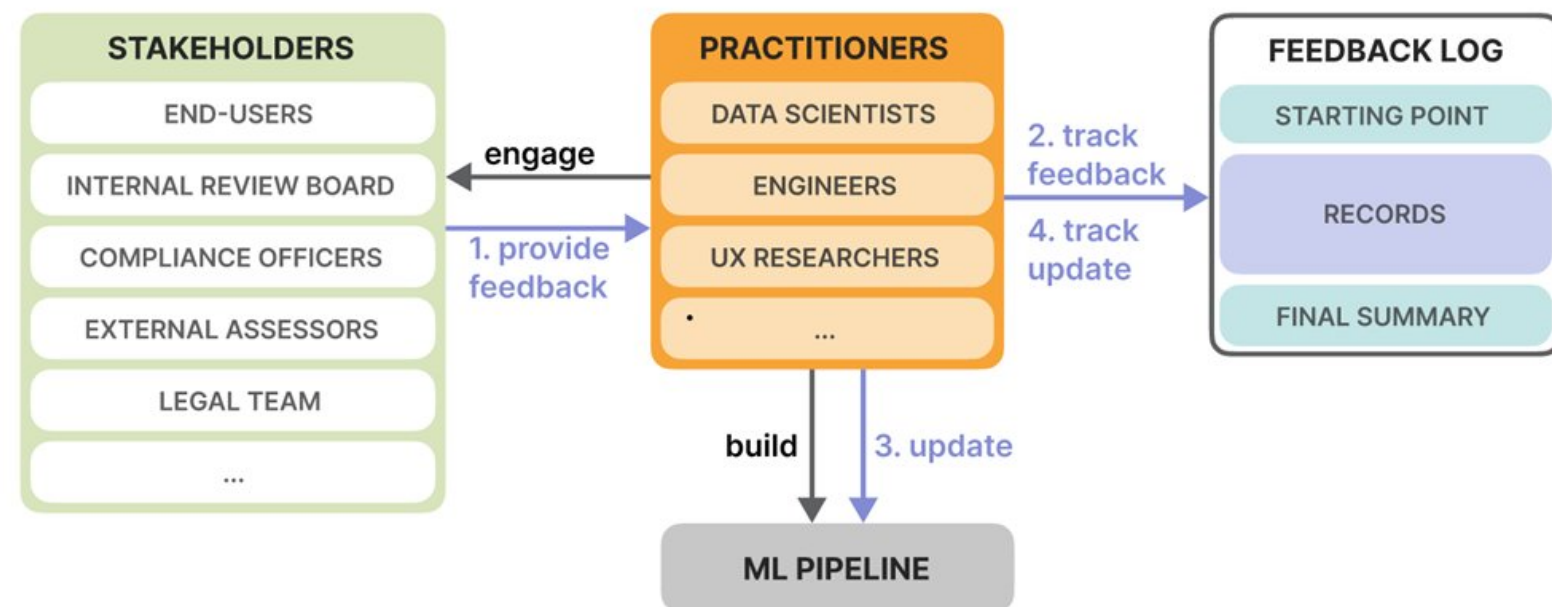 STAKEHOLDERS
END-USERS
INTERNAL REVIEW BOARD
COMPLIANCE OFFICERS
EXTERNAL ASSESSORS
LEGAL TEAM
...
engage
1. provide
feedback
PRACTITIONERS
DATA SCIENTISTS
ENGINEERS
UX RESEARCHERS
...
2. track
feedback
4. track
update
FEEDBACK LOG
STARTING POINT
RECORDS
FINAL SUMMARY
build
3. update
ML PIPELINE